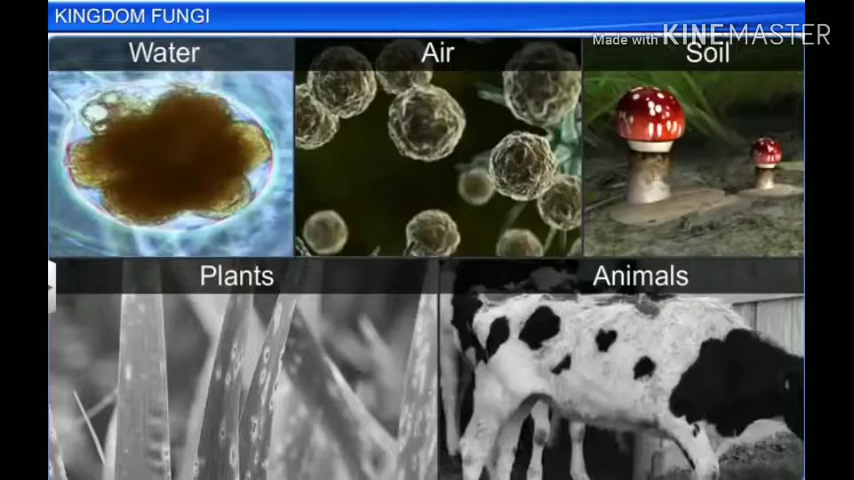 KINGDOM FUNGI
Made with KINEMASTER
Water
Air
Soil
Plants
Animals